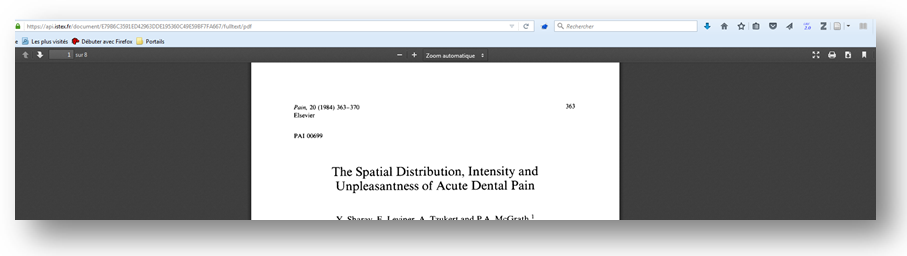 https://api.istex.fr/document/E79B6C3591ED42963DDE195360C49E59BF7FA667/fulltext/pdf
Rechercher
Les plus visités Débuter avec Firefox Portails
1 sur 8 Zoom automatique
Pain, 20 (1984) 363–370 363
Elsevier
PAI 00699
The Spatial Distribution, Intensity and
Unpleasantness of Acute Dental Pain
Y. Sharav, E. Leviner, A. Tzukert and P.A. McGrath 1